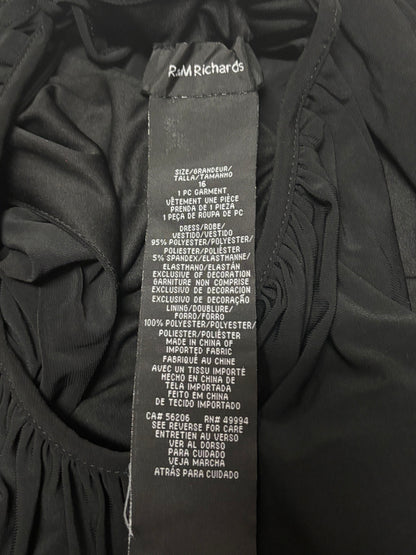 R&M Richards
SIZE/GRANDEUR/
TALLA/TAMANHO
16
1 PC GARMENT
VÊTEMENT UNE PIÈCE
PRENDA DE 1 PIEZA
1 PEÇA DE ROUPA DE PC
DRESS/ROBE/
VESTIDO/VESTIDO
95% POLYESTER/POLYESTER/
POLIESTER/POLIÉSTER
5% SPANDEX/ELASTHANNE/
ELASTHANO/ELASTÁN
EXCLUSIVE OF DECORATION
GARNITURE NON COMPRISE
EXCLUSIVO DE DECORACION
EXCLUSIVO DE DECORAÇÃO
LINING/DOUBLURE/
FORRO/FORRO
100% POLYESTER/POLYESTER/
POLIESTER/POLIÉSTER
MADE IN CHINA OF
IMPORTED FABRIC
FABRIQUÉ AU CHINE
AVEC UN TISSU IMPORTÉ
HECHO EN CHINA DE
TELA IMPORTADA
FEITO EM CHINA
DE TECIDO IMPORTADO
CA# 56206 RN# 49994
SEE REVERSE FOR CARE
ENTRETIEN AU VERSO
VER AL DORSO
PARA CUIDADO
VEJA MARCHA
ATRÁS PARA CUIDADO